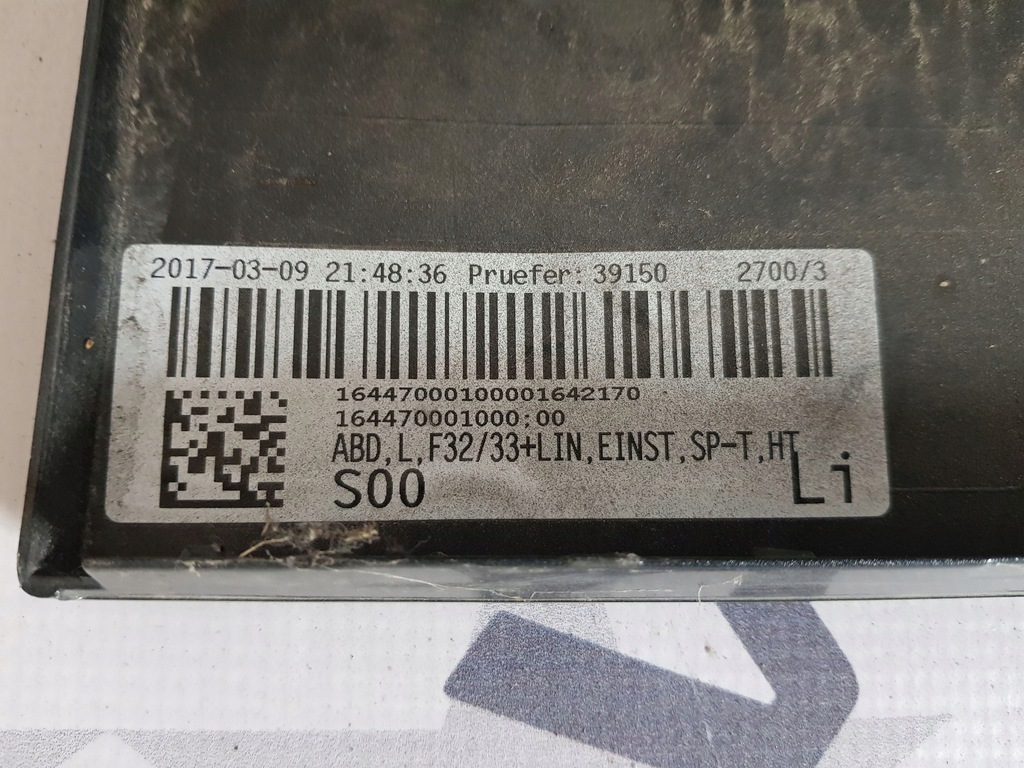 2017-03-09 21:48:36 Pruefer: 39150 2700/3
16447000100001642170
164470001000;00
ABD,L,F32/33+LIN,EINST,SP-T,HT
S00 Li